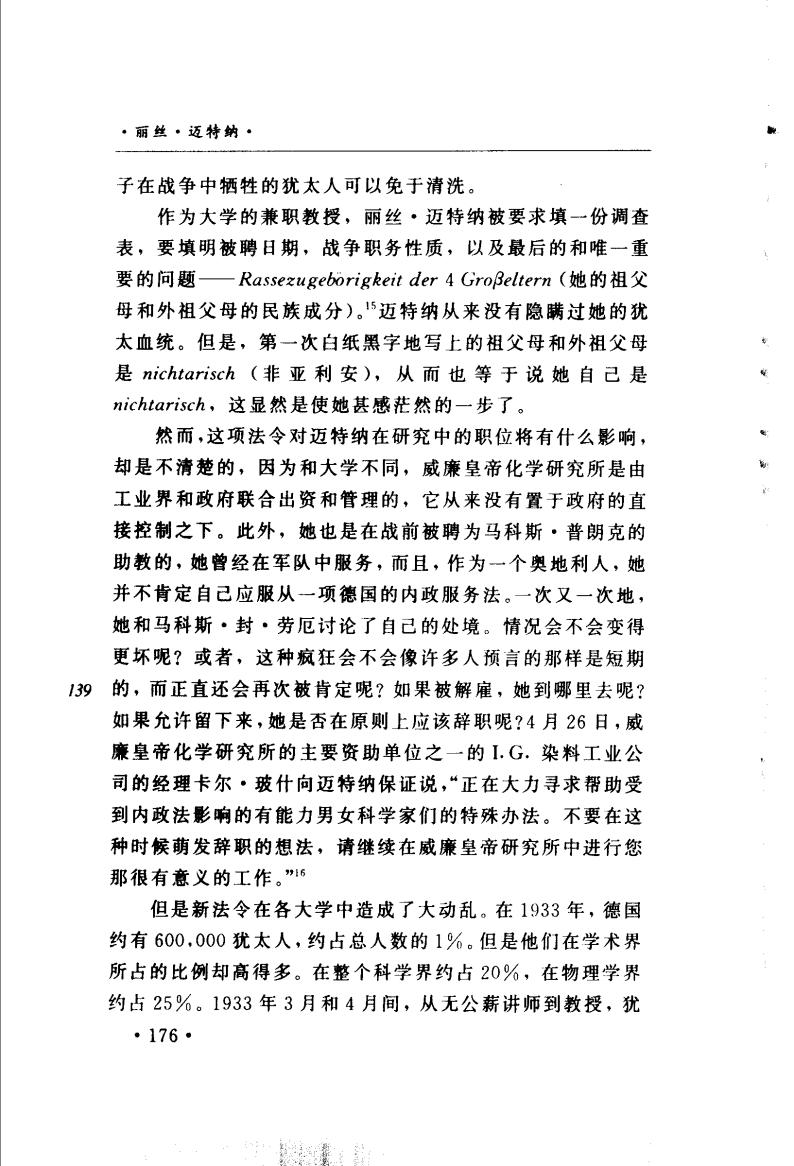 ·丽丝·迈特纳·
子在战争中牺牲的犹太人可以免于清洗。
作为大学的兼职教授，丽丝·迈特纳被要求填一份调查
表，要填明被聘日期，战争职务性质，以及最后的和唯一重
要的问题——Rassezugeborigkeit der 4 Großeltern（她的祖父
母和外祖父母的民族成分）。15迈特纳从来没有隐瞒过她的犹
太血统。但是，第一次白纸黑字地写上的祖父母和外祖父母
是 nichtarisch（非亚利安），从而也等于说她自己是
nichtarisch，这显然是使她甚感茫然的一步了。
然而，这项法令对迈特纳在研究中的职位将有什么影响，
却是不清楚的，因为和大学不同，威廉皇帝化学研究所是由
工业界和政府联合出资和管理的，它从来没有置于政府的直
接控制之下。此外，她也是在战前被聘为马科斯·普朗克的
助教的，她曾经在军队中服务，而且，作为一个奥地利人，她
并不肯定自己应服从一项德国的内政服务法。一次又一次地，
她和马科斯·封·劳厄讨论了自己的处境。情况会不会变得
更坏呢？或者，这种疯狂会不会像许多人预言的那样是短期
139 的，而正直还会再次被肯定呢？如果被解雇，她到哪里去呢？
如果允许留下来，她是否在原则上应该辞职呢？4月26日，威
廉皇帝化学研究所的主要资助单位之一的I.G. 染料工业公
司的经理卡尔·玻什向迈特纳保证说，“正在大力寻求帮助受
到内政法影响的有能力男女科学家们的特殊办法。不要在这
种时候萌发辞职的想法，请继续在威廉皇帝研究所中进行您
那很有意义的工作。”16
但是新法令在各大学中造成了大动乱。在1933年，德国
约有600,000犹太人，约占总人数的1%。但是他们在学术界
所占的比例却高得多。在整个科学界约占20%，在物理学界
约占25%。1933年3月和4月间，从无公薪讲师到教授，犹
·176·